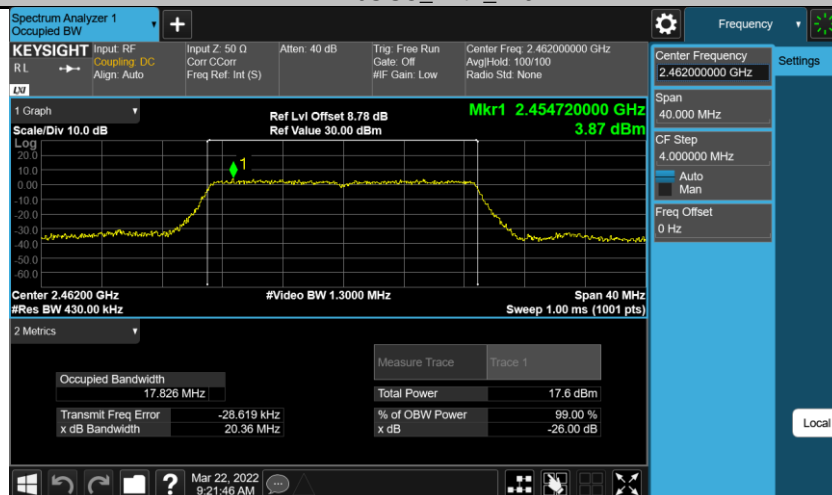 Spectrum Analyzer 1
Occupied BW
+
Frequency
KEYSIGHT Input: RF Input Z: 50 Ω Atten: 40 dB Trig: Free Run Center Freq: 2.462000000 GHz
RL Coupling: DC Corr CCorr Gate: Off Avg|Hold: 100/100
Align: Auto Freq Ref: Int (S) #IF Gain: Low Radio Std: None
LXI
Center Frequency
2.462000000 GHz
Settings
Span
40.000 MHz
CF Step
4.000000 MHz
Auto
Man
Freq Offset
0 Hz
1 Graph
Ref Lvl Offset 8.78 dB Mkr1 2.454720000 GHz
Scale/Div 10.0 dB Ref Value 30.00 dBm 3.87 dBm
Log
20.0
10.0
0.00
-10.0
-20.0
-30.0
-40.0
-50.0
-60.0
1
Center 2.46200 GHz #Video BW 1.3000 MHz Span 40 MHz
#Res BW 430.00 kHz Sweep 1.00 ms (1001 pts)
2 Metrics
Measure Trace Trace 1
Occupied Bandwidth
17.826 MHz
Total Power 17.6 dBm
Transmit Freq Error -28.619 kHz % of OBW Power 99.00 %
x dB Bandwidth 20.36 MHz x dB -26.00 dB
Local
? Mar 22, 2022
9:21:46 AM